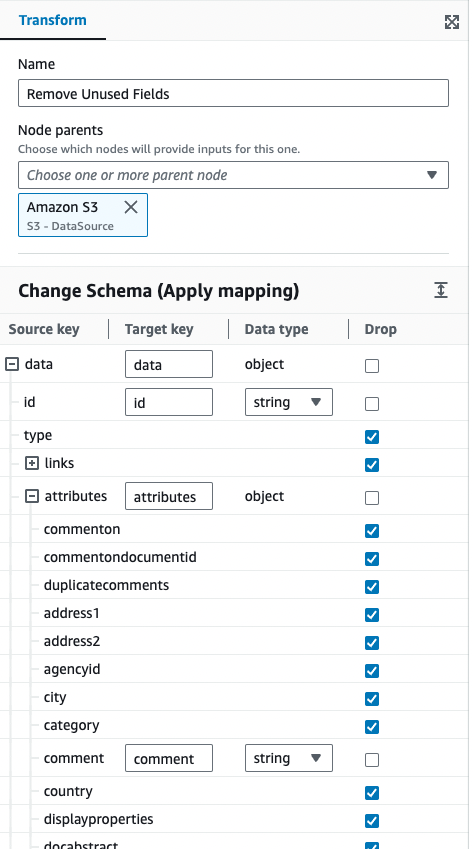 Transform
Name
Remove Unused Fields
Node parents
Choose which nodes will provide inputs for this one.
Choose one or more parent node
Amazon S3
S3 - DataSource
Change Schema (Apply mapping)
Source key Target key Data type Drop
data data object
id id string
type
links
attributes attributes object
commenton
commentondocumentid
duplicatecomments
address1
address2
agencyid
city
category
comment comment string
country
displayproperties
docabstract